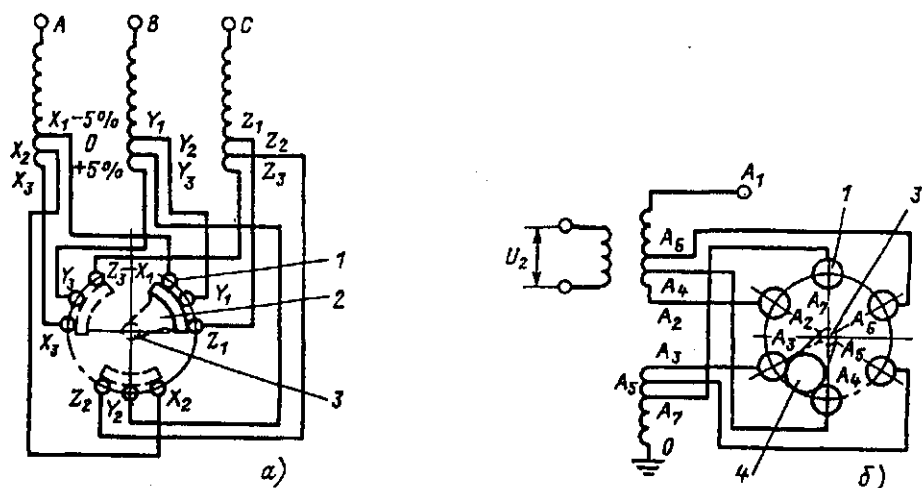 A B C
X₁ -5% Y₁ Z₁
X₂ 0 Y₂ Z₂
X₃ +5% Y₃ Z₃
Z₃ X₁ 1
Y₃ Y₁ 2
X₃ Z₁
Z₂ Y₂ X₂ 3
а)
A₁ 1 3
U₂ A₆
A₄ A₇
A₂ A₂ A₆
A₃ A₃ A₅
A₅ A₄
A₇
0 4
б)